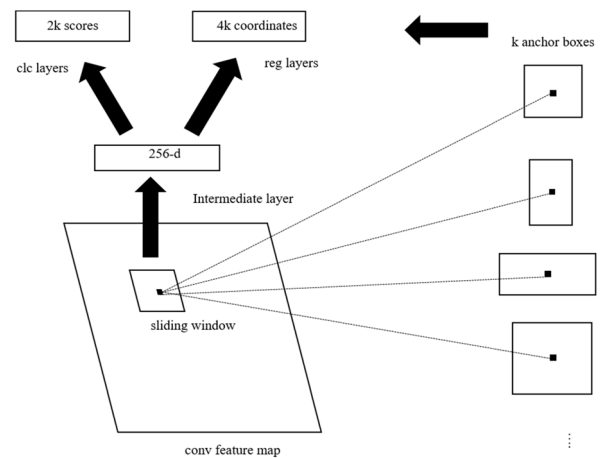 2k scores
4k coordinates
k anchor boxes
clc layers
reg layers
256-d
Intermediate layer
sliding window
conv feature map